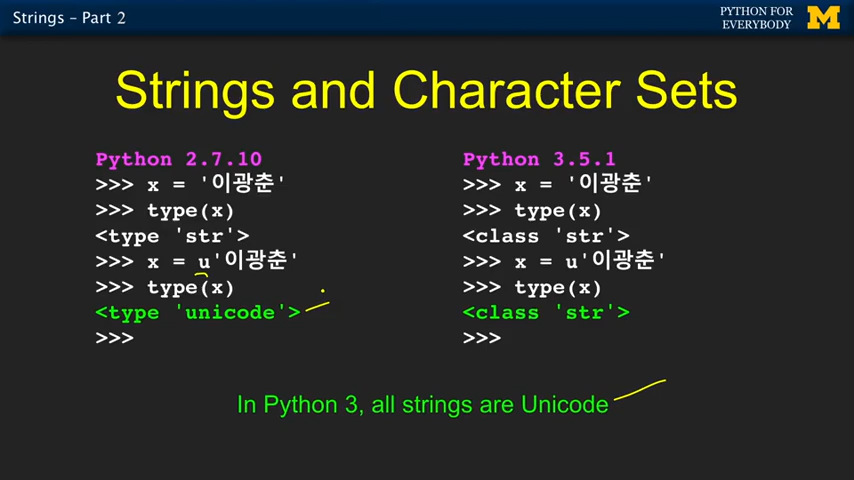 Strings – Part 2
PYTHON FOR
EVERYBODY
M
Strings and Character Sets
Python 2.7.10
>>> x = '이광춘'
>>> type(x)
<type 'str'>
>>> x = u'이광춘'
>>> type(x)
<type 'unicode'>
>>>
Python 3.5.1
>>> x = '이광춘'
>>> type(x)
<class 'str'>
>>> x = u'이광춘'
>>> type(x)
<class 'str'>
>>>
In Python 3, all strings are Unicode